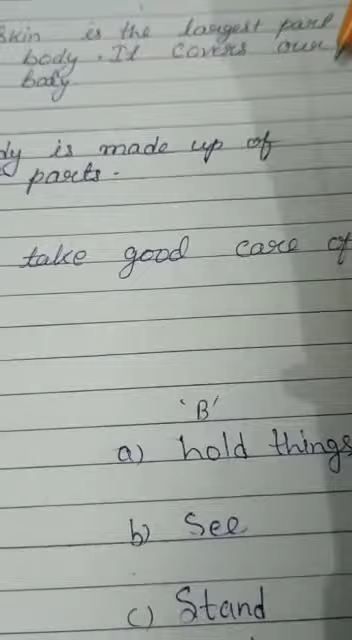 skin is the largest part
body. It covers our
body
is made up of
parts.
take good care of
'B'
a) hold things
b) See
c) Stand